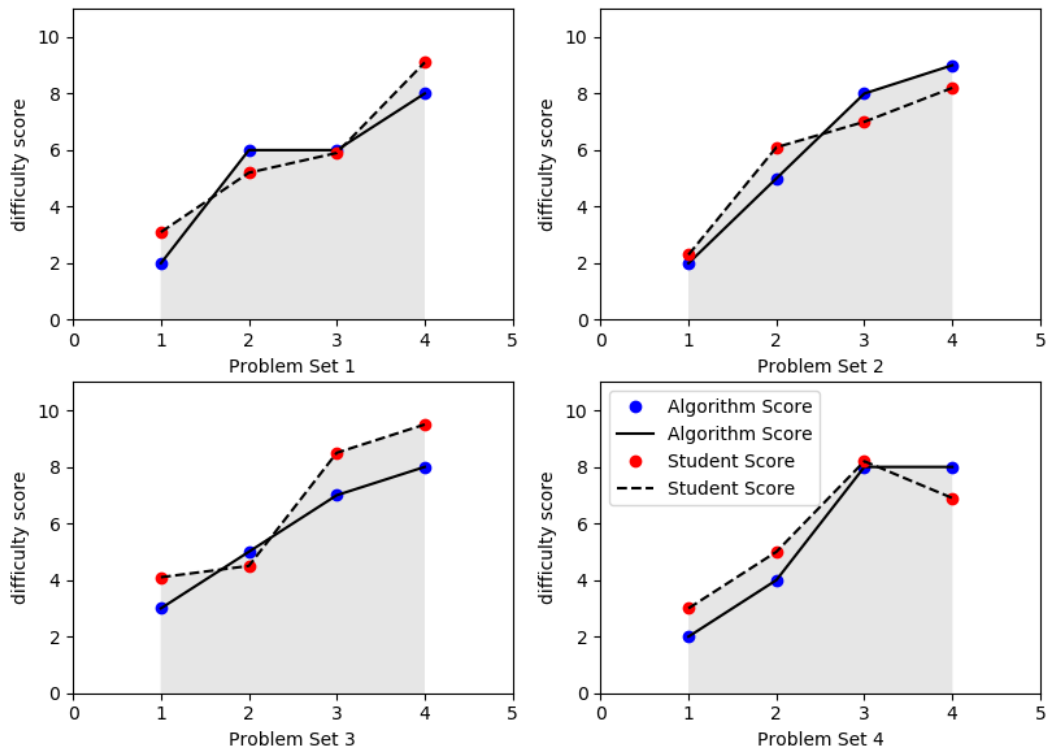 difficulty score
10
8
6
4
2
0
0 1 2 3 4 5
Problem Set 1
difficulty score
10
8
6
4
2
0
0 1 2 3 4 5
Problem Set 2
difficulty score
10
8
6
4
2
0
0 1 2 3 4 5
Problem Set 3
difficulty score
10
8
6
4
2
0
Algorithm Score
Algorithm Score
Student Score
Student Score
0 1 2 3 4 5
Problem Set 4